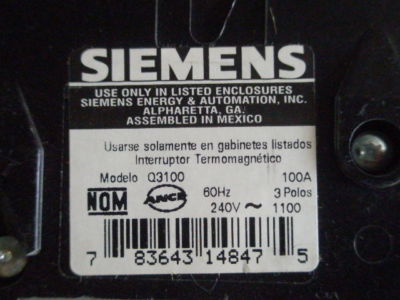 SIEMENS
USE ONLY IN LISTED ENCLOSURES
SIEMENS ENERGY & AUTOMATION, INC.
ALPHARETTA, GA.
ASSEMBLED IN MEXICO
Usarse solamente en gabinetes listados
Interruptor Termomagnético
Modelo Q3100 100A
NOM ANCE 60Hz 3 Polos
240V ~ 1100
7 83643 14847 5